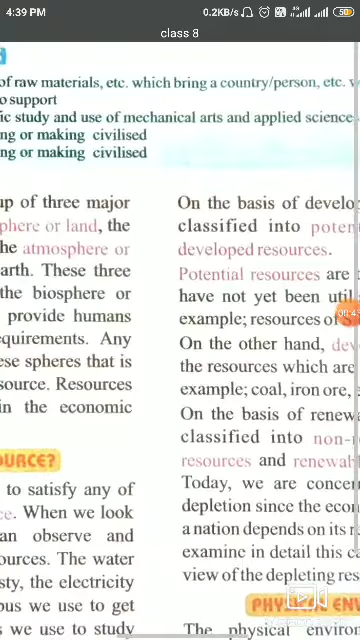 4:39 PM
0.2KB/s
50
class 8
of raw materials, etc. which bring a country/person, etc.
o support
ic study and use of mechanical arts and applied science
ng or making civilised
ng or making civilised
up of three major
phere or land, the
he atmosphere or
arth. These three
the biosphere or
provide humans
equirements. Any
ese spheres that is
source. Resources
in the economic
OURCE?
to satisfy any of
ce. When we look
an observe and
ources. The water
sty, the electricity
ous we use to get
s we use to study
On the basis of develo
classified into poten
developed resources.
Potential resources are
have not yet been util
example; resources of
On the other hand, dev
the resources which are
example; coal, iron ore,
On the basis of renew
classified into non-r
resources and renewab
Today, we are concer
depletion since the econ
a nation depends on its r
examine in detail this ca
view of the depleting res
PHYSICAL ENV
The physical environ